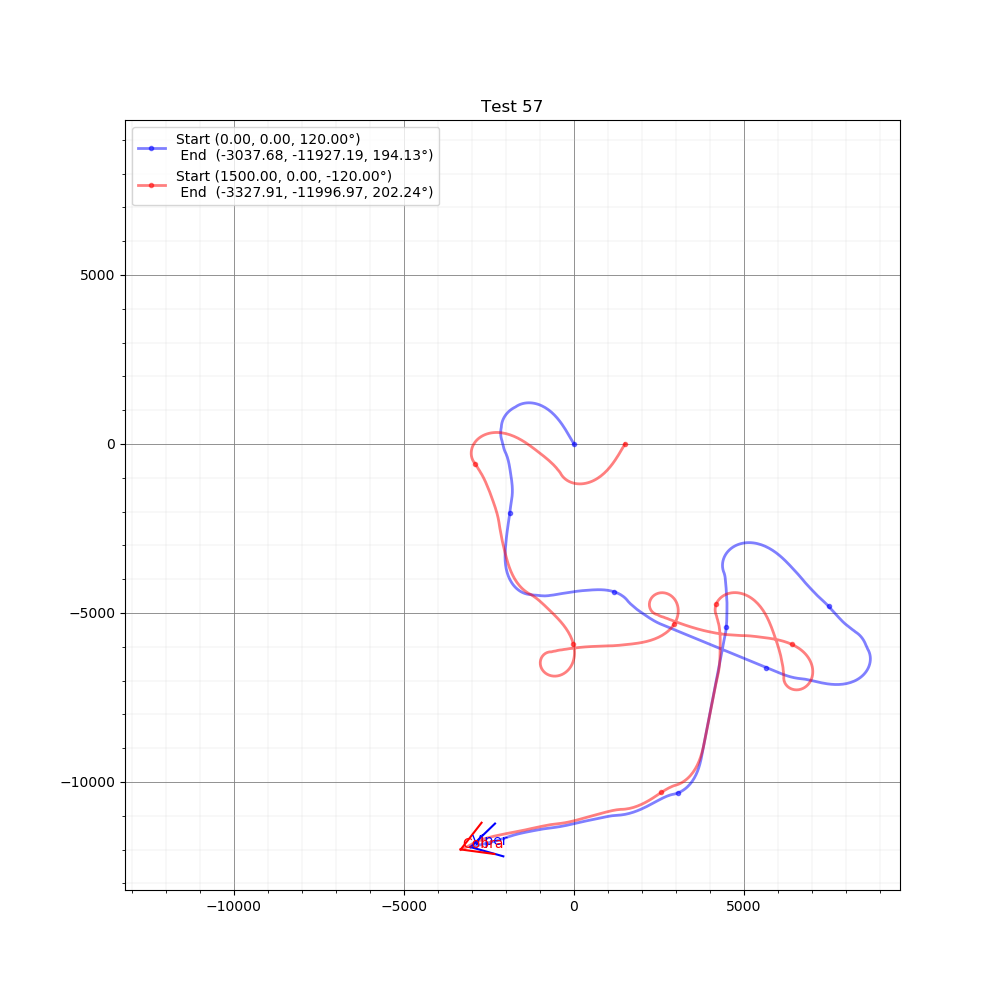 Test 57
Start (0.00, 0.00, 120.00°)
End (-3037.68, -11927.19, 194.13°)
Start (1500.00, 0.00, -120.00°)
End (-3327.91, -11996.97, 202.24°)
5000
0
−5000
−10000
Viper
Cobra
−10000
−5000
0
5000